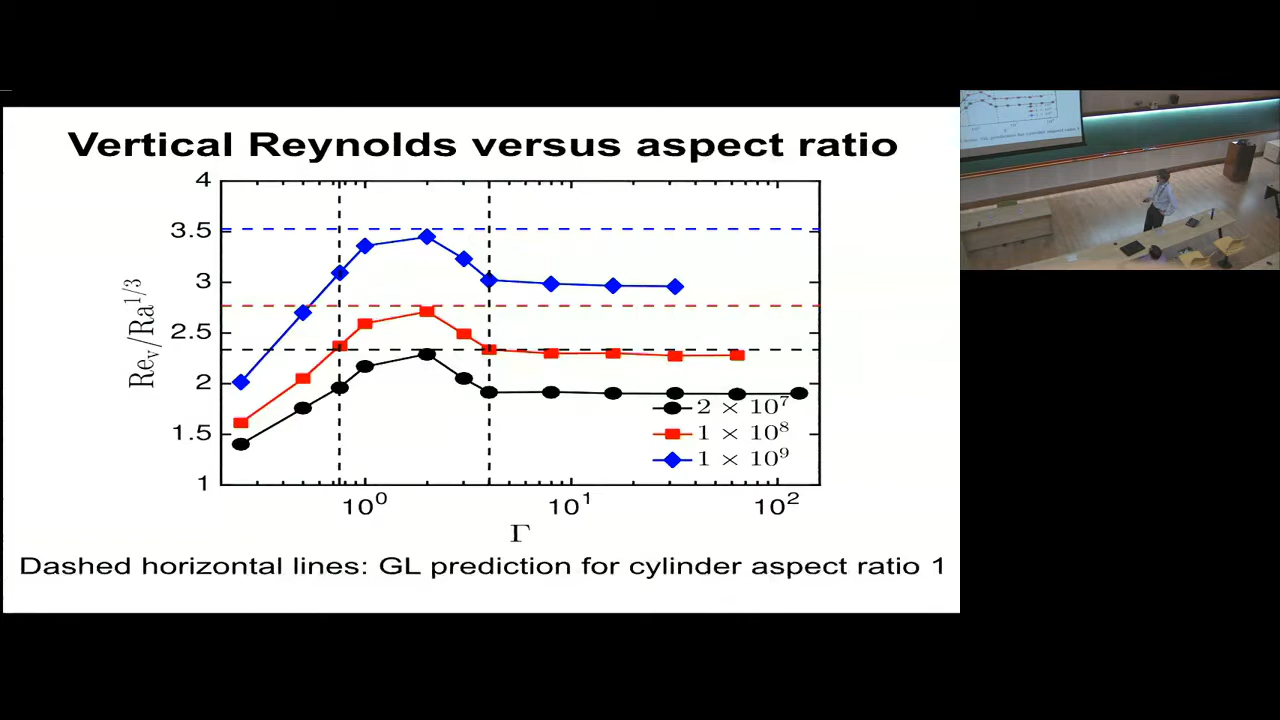 Vertical Reynolds versus aspect ratio
4
3.5
3
2.5
2
1.5
1
Re_v/Ra^{1/3}
2 × 10^7
1 × 10^8
1 × 10^9
10^0 10^1 10^2
Γ
Dashed horizontal lines: GL prediction for cylinder aspect ratio 1